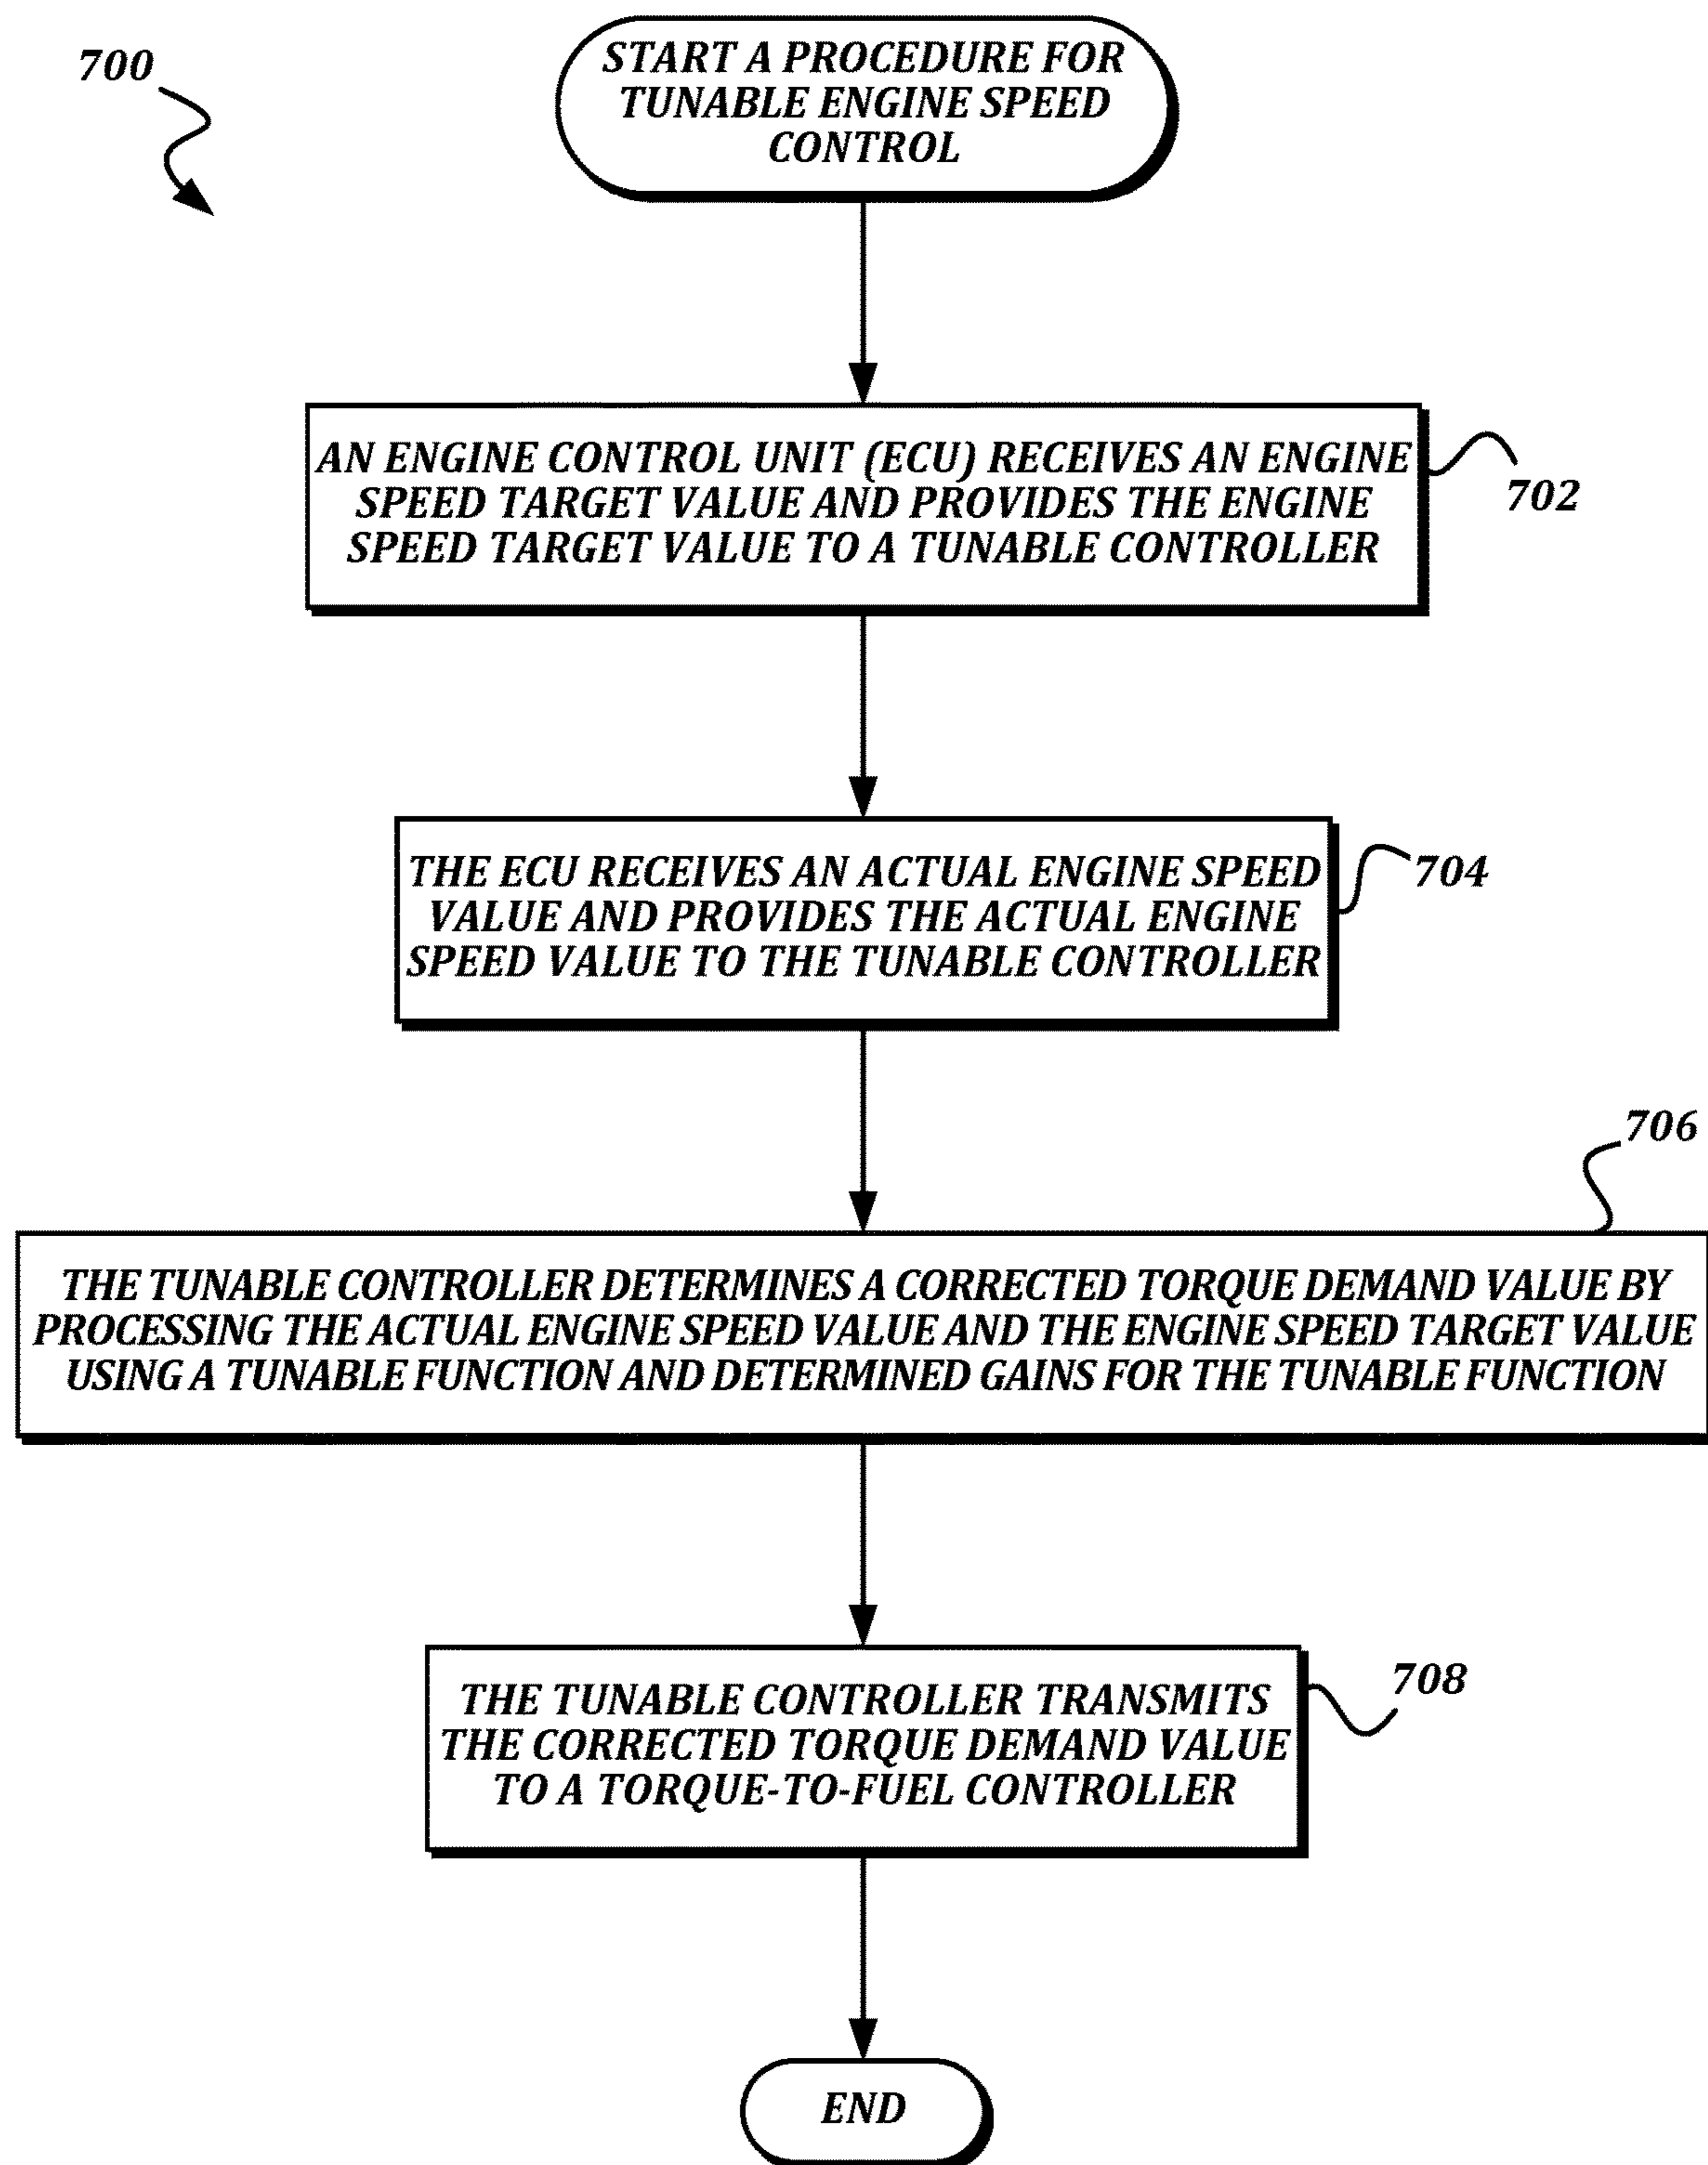 700
START A PROCEDURE FOR
TUNABLE ENGINE SPEED
CONTROL
AN ENGINE CONTROL UNIT (ECU) RECEIVES AN ENGINE
SPEED TARGET VALUE AND PROVIDES THE ENGINE
SPEED TARGET VALUE TO A TUNABLE CONTROLLER
702
THE ECU RECEIVES AN ACTUAL ENGINE SPEED
VALUE AND PROVIDES THE ACTUAL ENGINE
SPEED VALUE TO THE TUNABLE CONTROLLER
704
706
THE TUNABLE CONTROLLER DETERMINES A CORRECTED TORQUE DEMAND VALUE BY
PROCESSING THE ACTUAL ENGINE SPEED VALUE AND THE ENGINE SPEED TARGET VALUE
USING A TUNABLE FUNCTION AND DETERMINED GAINS FOR THE TUNABLE FUNCTION
THE TUNABLE CONTROLLER TRANSMITS
THE CORRECTED TORQUE DEMAND VALUE
TO A TORQUE-TO-FUEL CONTROLLER
708
END